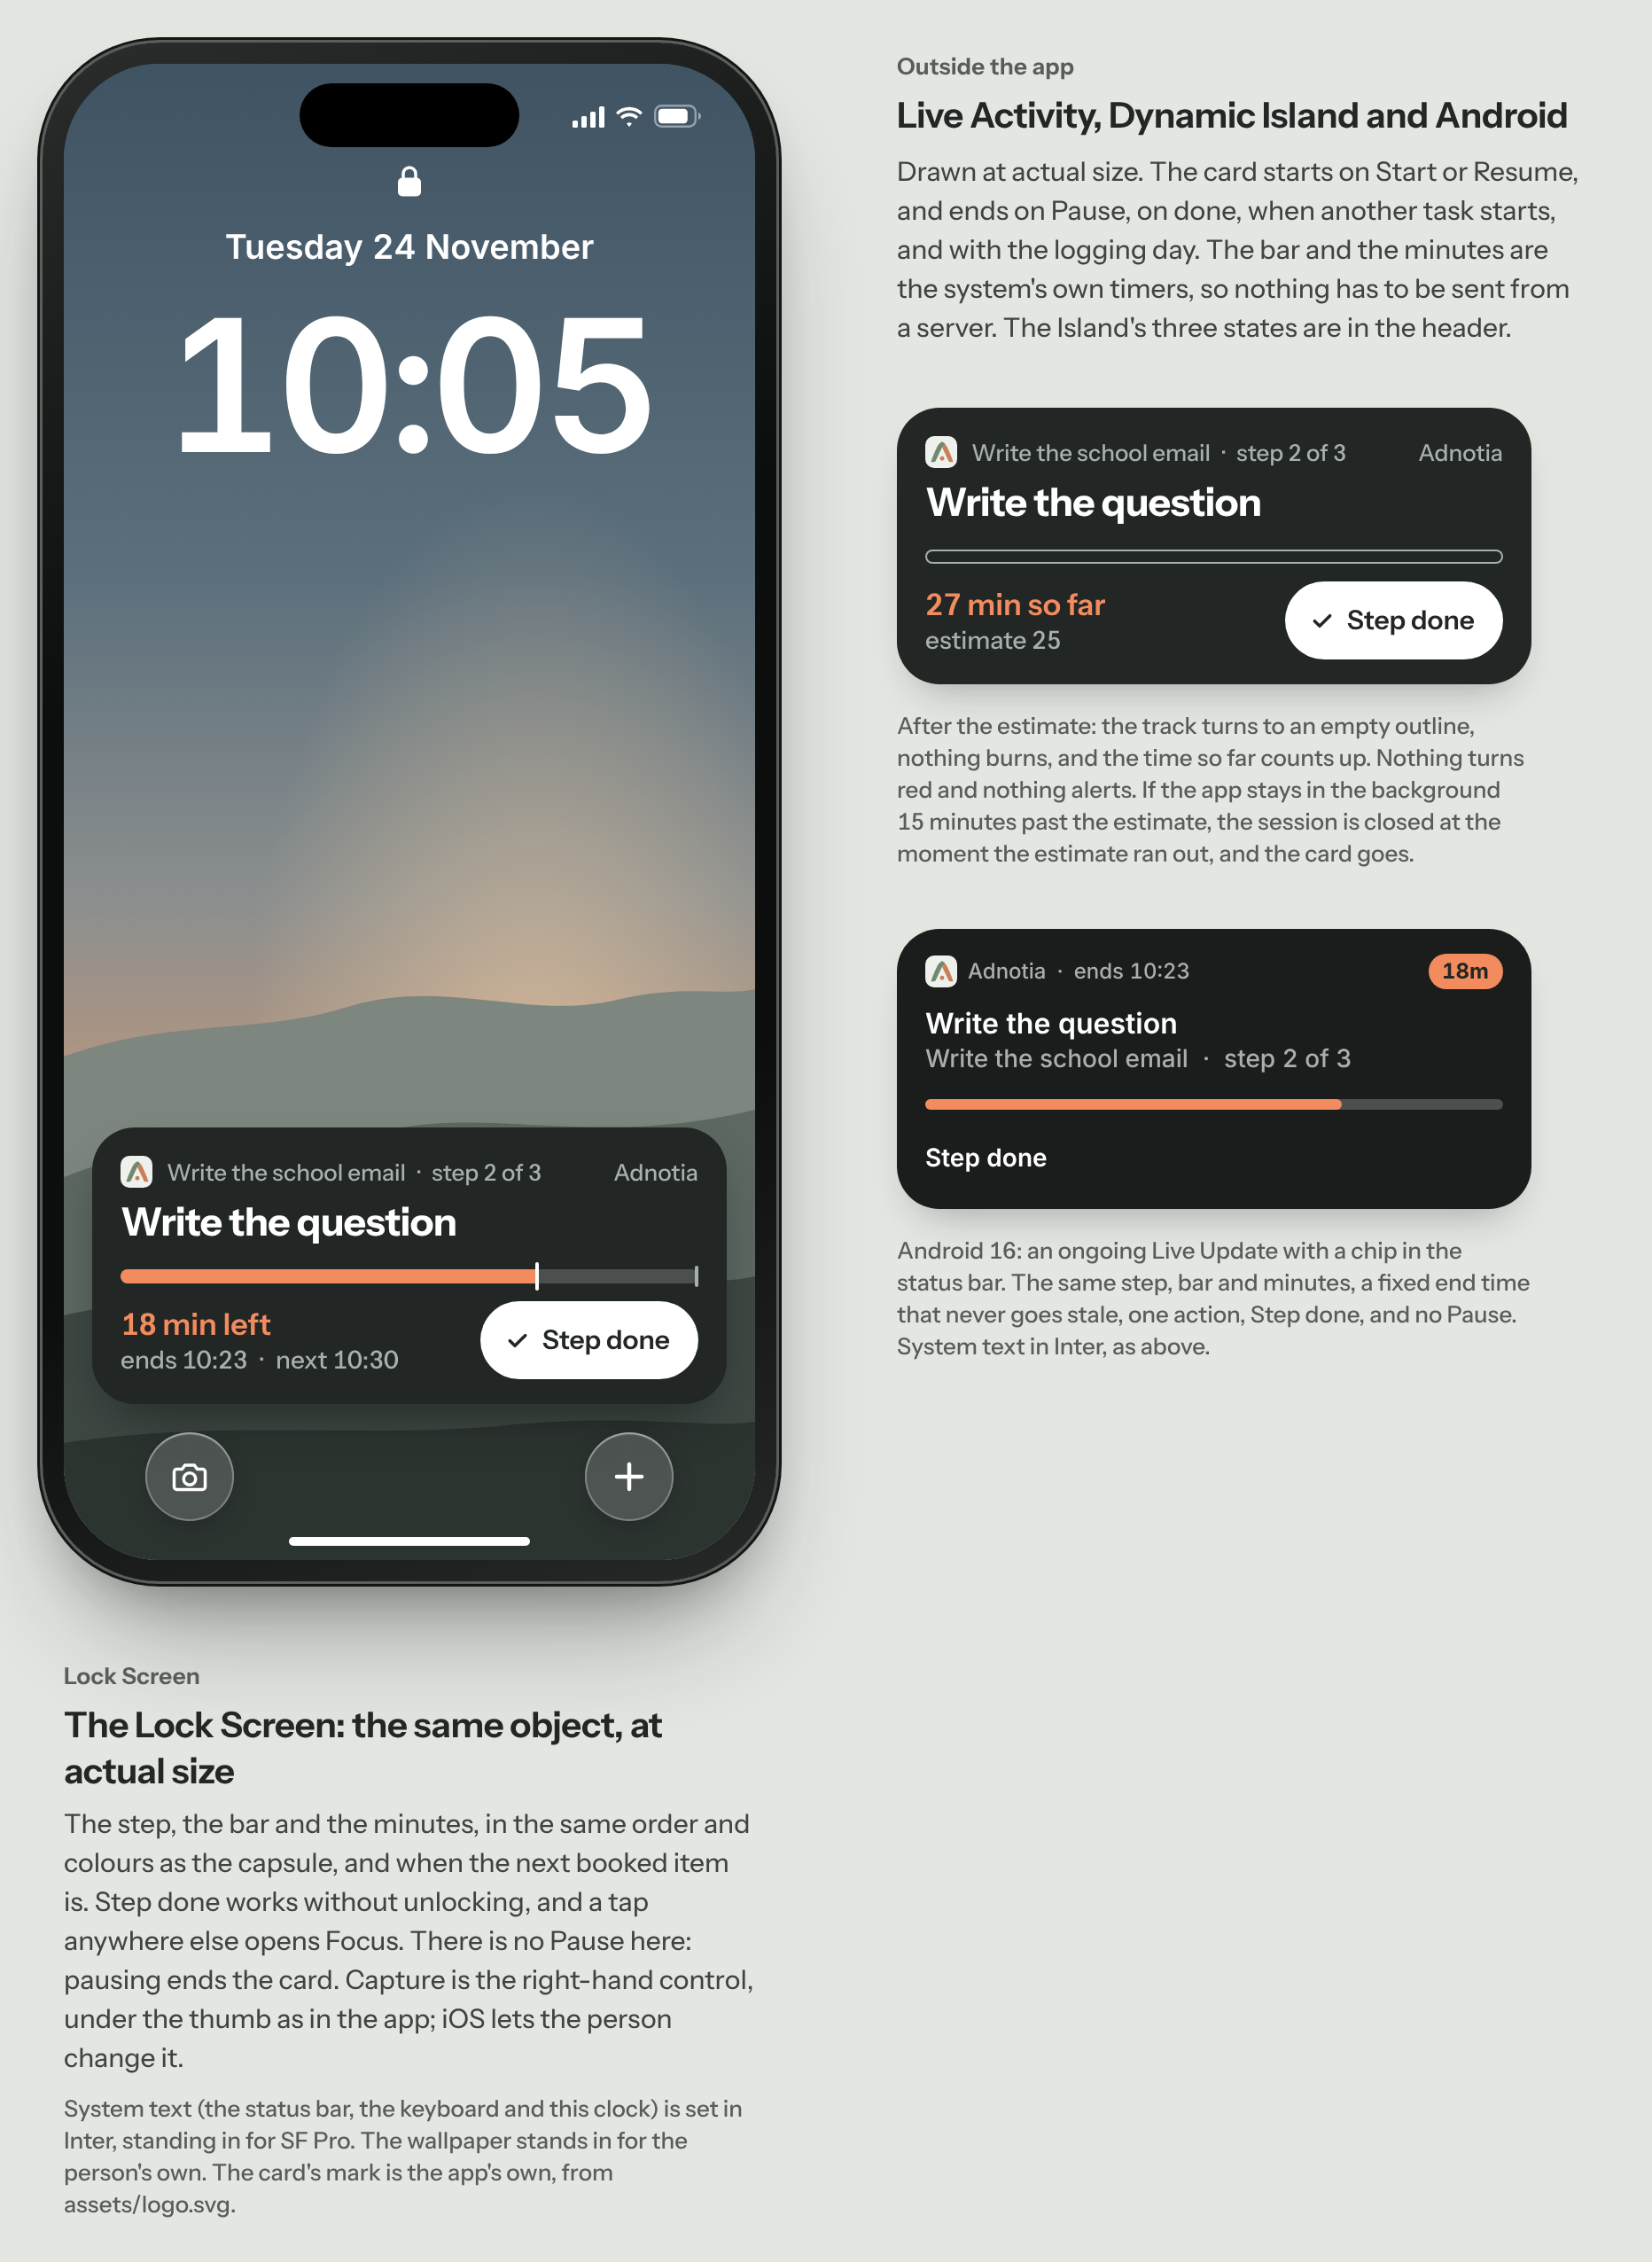 Tuesday 24 November
10:05
Write the school email · step 2 of 3 Adnotia
Write the question
18 min left
ends 10:23 · next 10:30
Step done
Lock Screen
The Lock Screen: the same object, at
actual size
The step, the bar and the minutes, in the same order and
colours as the capsule, and when the next booked item
is. Step done works without unlocking, and a tap
anywhere else opens Focus. There is no Pause here:
pausing ends the card. Capture is the right-hand control,
under the thumb as in the app; iOS lets the person
change it.
System text (the status bar, the keyboard and this clock) is set in
Inter, standing in for SF Pro. The wallpaper stands in for the
person's own. The card's mark is the app's own, from
assets/logo.svg.
Outside the app
Live Activity, Dynamic Island and Android
Drawn at actual size. The card starts on Start or Resume,
and ends on Pause, on done, when another task starts,
and with the logging day. The bar and the minutes are
the system's own timers, so nothing has to be sent from
a server. The Island's three states are in the header.
Write the school email · step 2 of 3 Adnotia
Write the question
27 min so far
estimate 25
Step done
After the estimate: the track turns to an empty outline,
nothing burns, and the time so far counts up. Nothing turns
red and nothing alerts. If the app stays in the background
15 minutes past the estimate, the session is closed at the
moment the estimate ran out, and the card goes.
Adnotia · ends 10:23 18m
Write the question
Write the school email · step 2 of 3
Step done
Android 16: an ongoing Live Update with a chip in the
status bar. The same step, bar and minutes, a fixed end time
that never goes stale, one action, Step done, and no Pause.
System text in Inter, as above.